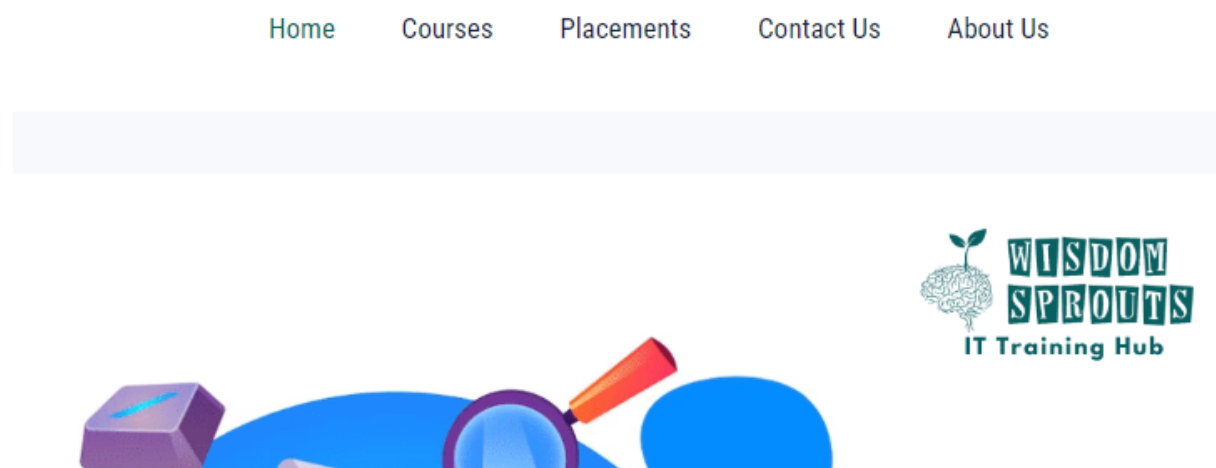 Home Courses Placements Contact Us About Us
WISDOM
SPROUTS
IT Training Hub